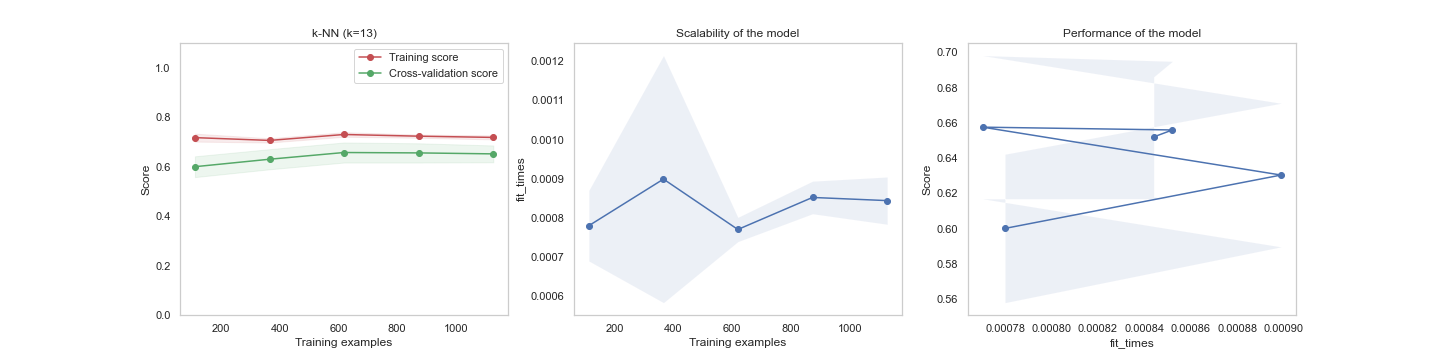 k-NN (k=13)
Training score
Cross-validation score
1.0
0.8
0.6
0.4
0.2
0.0
Score
200 400 600 800 1000
Training examples
Scalability of the model
0.0012
0.0011
0.0010
0.0009
0.0008
0.0007
0.0006
fit_times
200 400 600 800 1000
Training examples
Performance of the model
0.70
0.68
0.66
0.64
0.62
0.60
0.58
0.56
Score
0.00078 0.00080 0.00082 0.00084 0.00086 0.00088 0.00090
fit_times